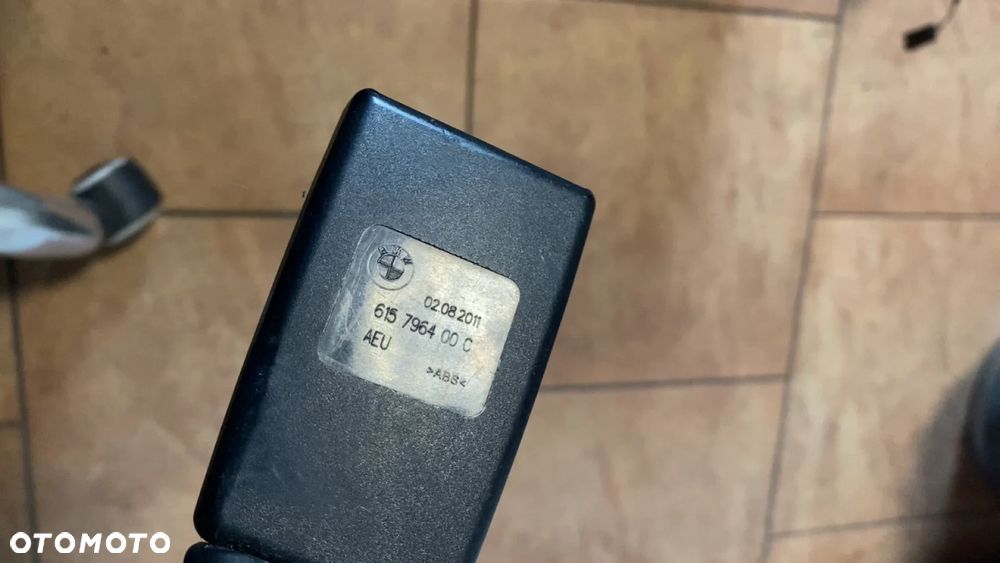 02.08.2011
615 7964 00 C
AEU
>ABS<
OTOMOTO